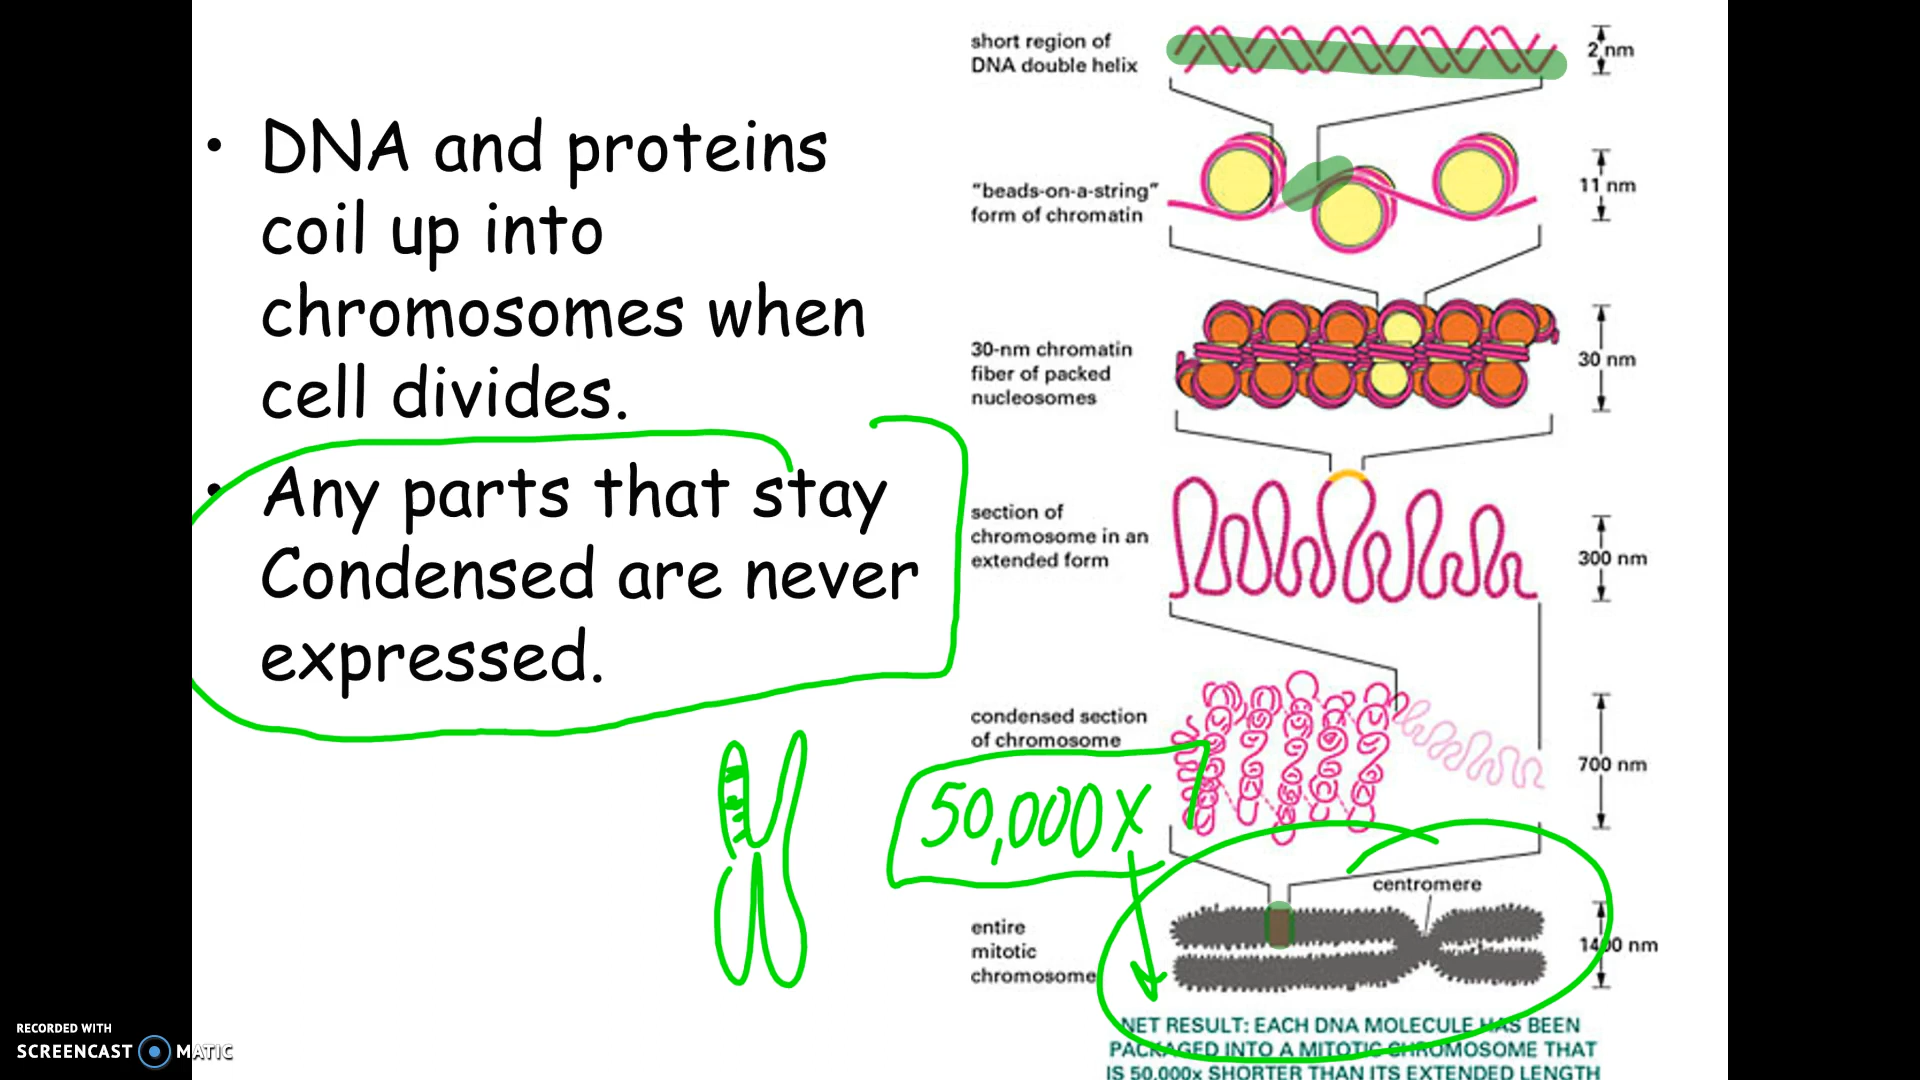 • DNA and proteins
coil up into
chromosomes when
cell divides.
• Any parts that stay
Condensed are never
expressed.
short region of
DNA double helix
2 nm
"beads-on-a-string"
form of chromatin
11 nm
30-nm chromatin
fiber of packed
nucleosomes
30 nm
section of
chromosome in an
extended form
300 nm
condensed section
of chromosome
700 nm
50,000X
centromere
entire
mitotic
chromosome
1400 nm
NET RESULT: EACH DNA MOLECULE HAS BEEN
PACKAGED INTO A MITOTIC CHROMOSOME THAT
IS 50,000x SHORTER THAN ITS EXTENDED LENGTH
RECORDED WITH
SCREENCAST MATIC